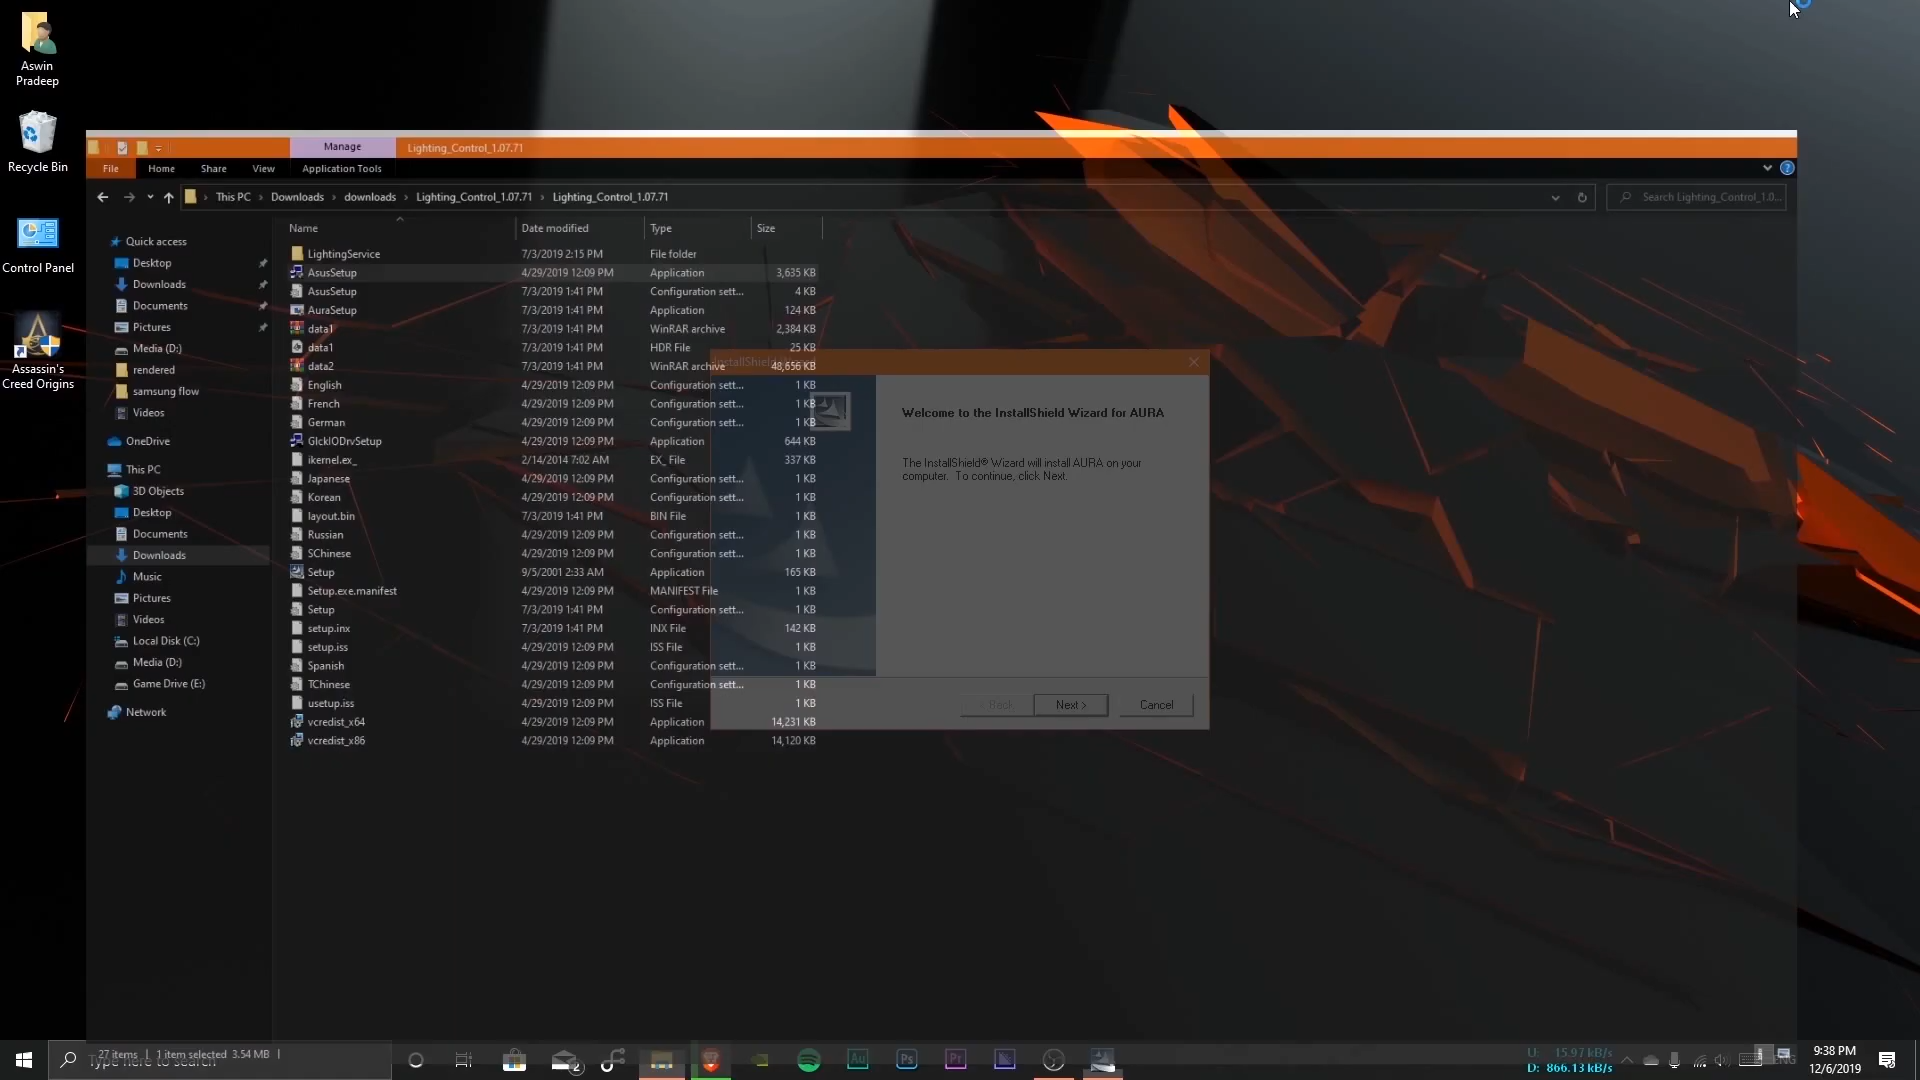 Aswin
Pradeep
Recycle Bin
Control Panel
Assassin's
Creed Origins
Manage
Lighting_Control_1.07.71
File
Home
Share
View
Application Tools
This PC
Downloads
downloads
Lighting_Control_1.07.71
Lighting_Control_1.07.71
Search Lighting_Control_1.0...
Quick access
Desktop
Downloads
Documents
Pictures
Media (D:)
rendered
samsung flow
Videos
OneDrive
This PC
3D Objects
Desktop
Documents
Downloads
Music
Pictures
Videos
Local Disk (C:)
Media (D:)
Game Drive (E:)
Network
Name Date modified Type Size
LightingService 7/3/2019 2:15 PM File folder
AsusSetup 4/29/2019 12:09 PM Application 3,635 KB
AsusSetup 7/3/2019 1:41 PM Configuration sett... 4 KB
AuraSetup 7/3/2019 1:41 PM Application 124 KB
data1 7/3/2019 1:41 PM WinRAR archive 2,384 KB
data1 7/3/2019 1:41 PM HDR File 25 KB
data2 7/3/2019 1:41 PM WinRAR archive 48,656 KB
English 4/29/2019 12:09 PM Configuration sett... 1 KB
French 4/29/2019 12:09 PM Configuration sett... 1 KB
German 4/29/2019 12:09 PM Configuration sett... 1 KB
GlckIODrvSetup 4/29/2019 12:09 PM Application 644 KB
ikernel.ex_ 2/14/2014 7:02 AM EX_ File 337 KB
Japanese 4/29/2019 12:09 PM Configuration sett... 1 KB
Korean 4/29/2019 12:09 PM Configuration sett... 1 KB
layout.bin 7/3/2019 1:41 PM BIN File 1 KB
Russian 4/29/2019 12:09 PM Configuration sett... 1 KB
SChinese 4/29/2019 12:09 PM Configuration sett... 1 KB
Setup 9/5/2001 2:33 AM Application 165 KB
Setup.exe.manifest 4/29/2019 12:09 PM MANIFEST File 1 KB
Setup 7/3/2019 1:41 PM Configuration sett... 1 KB
setup.inx 7/3/2019 1:41 PM INX File 142 KB
setup.iss 4/29/2019 12:09 PM ISS File 1 KB
Spanish 4/29/2019 12:09 PM Configuration sett... 1 KB
TChinese 4/29/2019 12:09 PM Configuration sett... 1 KB
usetup.iss 4/29/2019 12:09 PM ISS File 1 KB
vcredist_x64 4/29/2019 12:09 PM Application 14,231 KB
vcredist_x86 4/29/2019 12:09 PM Application 14,120 KB
Welcome to the InstallShield Wizard for AURA
The InstallShield® Wizard will install AURA on your
computer. To continue, click Next.
< Back
Next >
Cancel
27 items
1 item selected 3.54 MB
Type here to search
2
Au
Ps
Pr
U: 15.97 kB/s
D: 866.13 kB/s
ENG
9:38 PM
12/6/2019